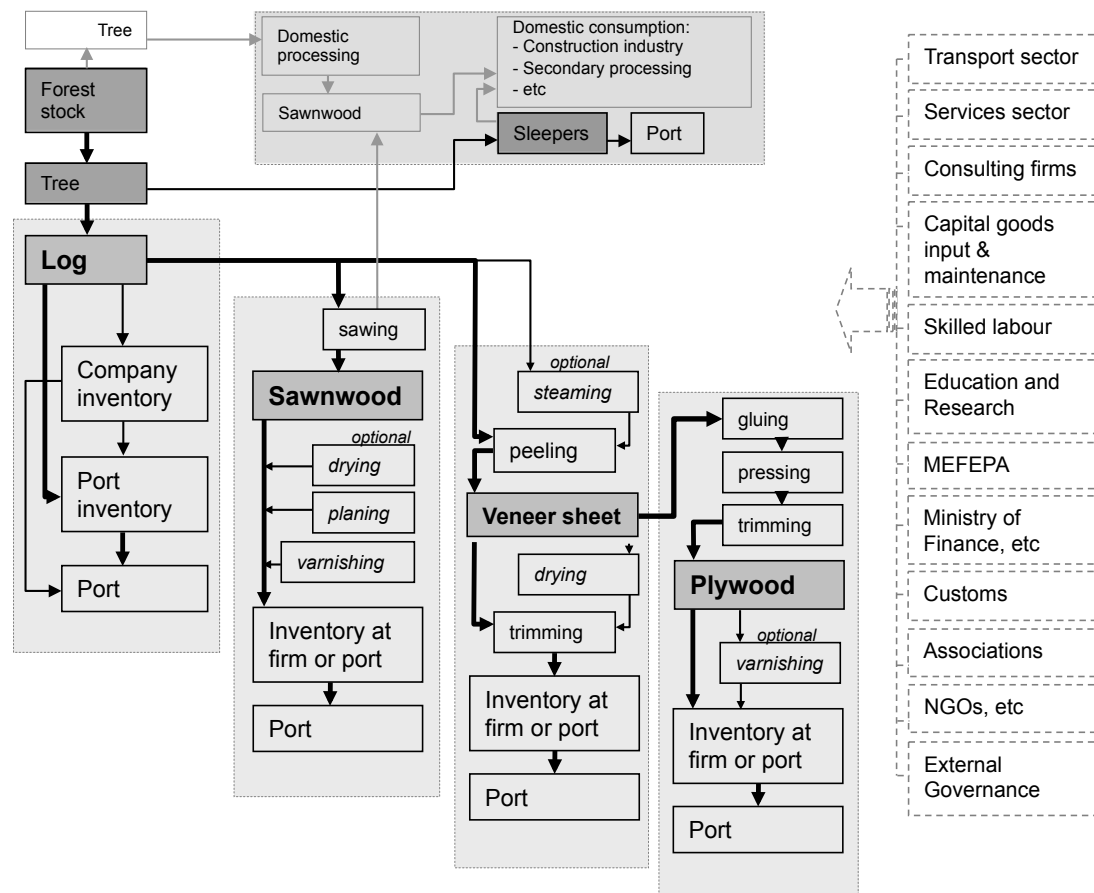 Tree
Forest
stock
Tree
Domestic
processing
Sawnwood
Domestic consumption:
- Construction industry
- Secondary processing
- etc
Sleepers
Port
Log
Company
inventory
Port
inventory
Port
sawing
Sawnwood
optional
drying
planing
varnishing
Inventory at
firm or port
Port
optional
steaming
peeling
Veneer sheet
drying
trimming
Inventory at
firm or port
Port
gluing
pressing
trimming
Plywood
optional
varnishing
Inventory at
firm or port
Port
Transport sector
Services sector
Consulting firms
Capital goods
input &
maintenance
Skilled labour
Education and
Research
MEFEPA
Ministry of
Finance, etc
Customs
Associations
NGOs, etc
External
Governance